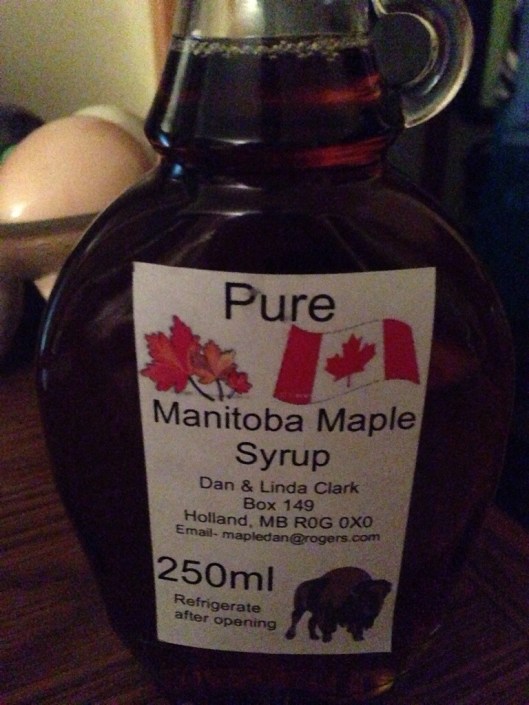 Pure
Manitoba Maple
Syrup
Dan & Linda Clark
Box 149
Holland, MB R0G 0X0
Email- mapledan@rogers.com
250ml
Refrigerate
after opening